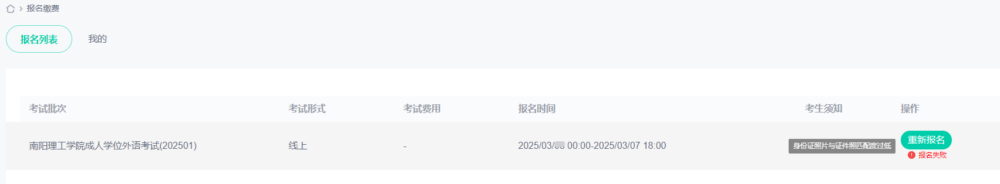 报名缴费
报名列表 我的
考试批次 考试形式 考试费用 报名时间 考生须知 操作
南阳理工学院成人学位外语考试(202501) 线上 - 2025/03/ 00:00-2025/03/07 18:00 身份证照片与证件照匹配度过低 重新报名
报名失败